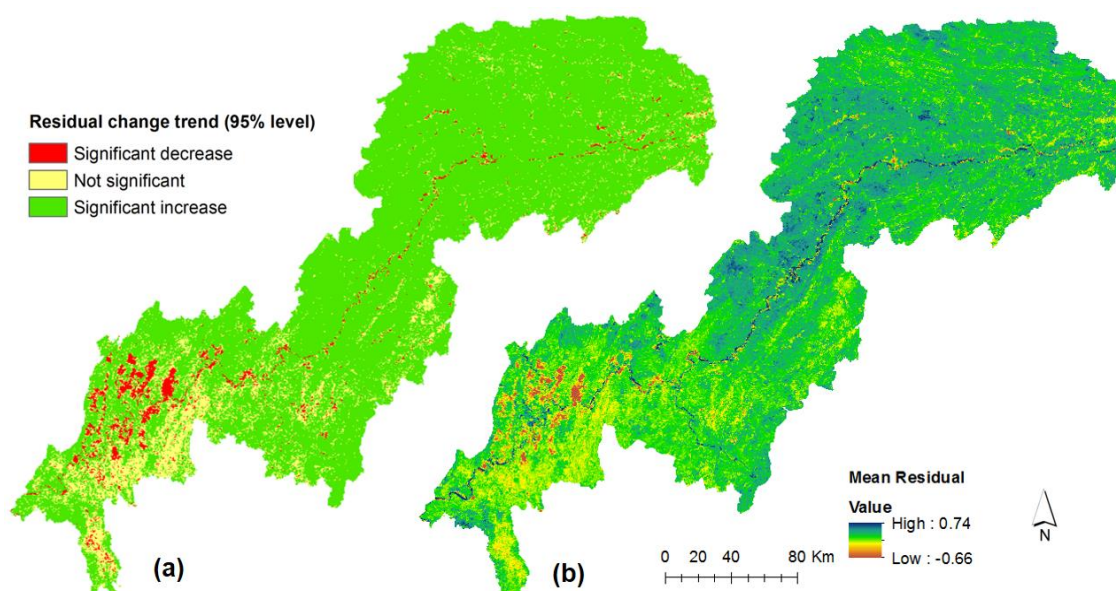 Residual change trend (95% level)
Significant decrease
Not significant
Significant increase
(a)
(b)
Mean Residual
Value
High : 0.74
Low : -0.66
0 20 40 80 Km
N